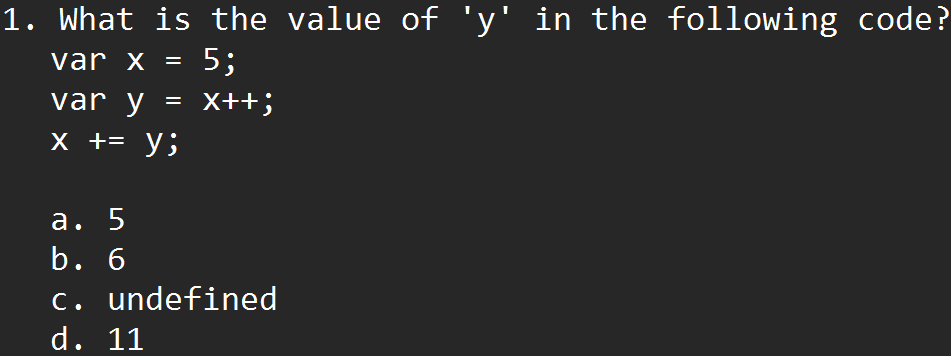 1. What is the value of 'y' in the following code?
var x = 5;
var y = x++;
x += y;
a. 5
b. 6
c. undefined
d. 11